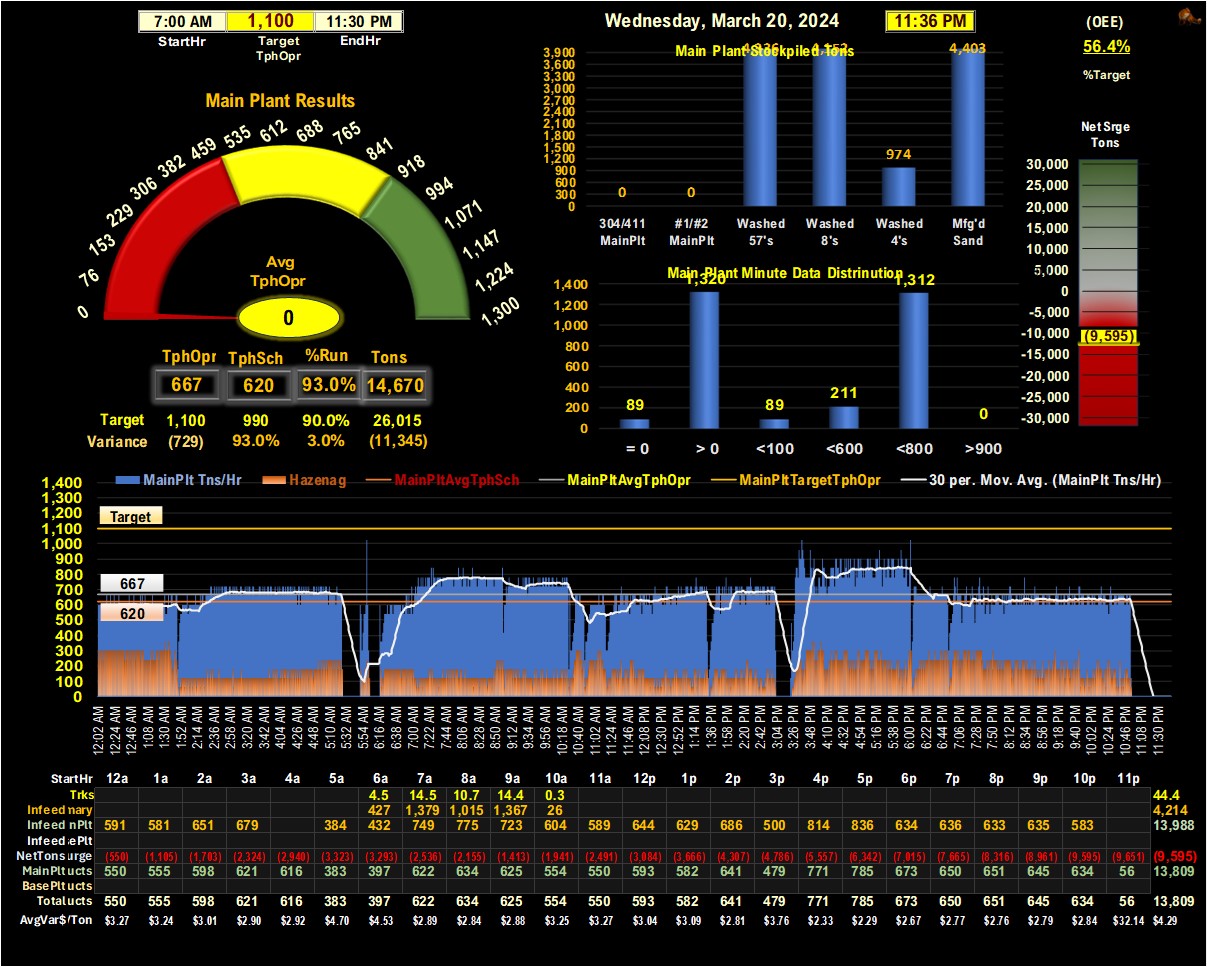 7:00 AM 1,100 11:30 PM
StartHr Target TphOpr EndHr
Wednesday, March 20, 2024 11:36 PM
(OEE)
56.4%
%Target
Main Plant Results
0 76 153 229 306 382 459 535 612 688 765 841 918 994 1,071 1,147 1,224 1,300
Avg
TphOpr
0
TphOpr TphSch %Run Tons
667 620 93.0% 14,670
Target 1,100 990 90.0% 26,015
Variance (729) 93.0% 3.0% (11,345)
Main Plant Stockpiled Tons
3,900
3,600
3,300
3,000
2,700
2,400
2,100
1,800
1,500
1,200
900
600
300
0
0 0 974 4,403
304/411 #1/#2 Washed Washed Washed Mfg'd
MainPlt MainPlt 57's 8's 4's Sand
Main Plant Minute Data Distrinution
1,400
1,200
1,000
800
600
400
200
0
89 1,320 89 211 1,312 0
= 0 > 0 <100 <600 <800 >900
Net Srge
Tons
30,000
25,000
20,000
15,000
10,000
5,000
0
-5,000
-10,000
-15,000
-20,000
-25,000
-30,000
(9,595)
MainPlt Tns/Hr Hazenag MainPltAvgTphSch MainPltAvgTphOpr MainPltTargetTphOpr 30 per. Mov. Avg. (MainPlt Tns/Hr)
1,400
1,300
1,200
1,100
1,000
900
800
700
600
500
400
300
200
100
0
Target
667
620
12:02 AM 12:24 AM 12:46 AM 1:08 AM 1:30 AM 1:52 AM 2:14 AM 2:36 AM 2:58 AM 3:20 AM 3:42 AM 4:04 AM 4:26 AM 4:48 AM 5:10 AM 5:32 AM 5:54 AM 6:16 AM 6:38 AM 7:00 AM 7:22 AM 7:44 AM 8:06 AM 8:28 AM 8:50 AM 9:12 AM 9:34 AM 9:56 AM 10:18 AM 10:40 AM 11:02 AM 11:24 AM 11:46 AM 12:08 PM 12:30 PM 12:52 PM 1:14 PM 1:36 PM 1:58 PM 2:20 PM 2:42 PM 3:04 PM 3:26 PM 3:48 PM 4:10 PM 4:32 PM 4:54 PM 5:16 PM 5:38 PM 6:00 PM 6:22 PM 6:44 PM 7:06 PM 7:28 PM 7:50 PM 8:12 PM 8:34 PM 8:56 PM 9:18 PM 9:40 PM 10:02 PM 10:24 PM 10:46 PM 11:08 PM 11:30 PM
StartHr 12a 1a 2a 3a 4a 5a 6a 7a 8a 9a 10a 11a 12p 1p 2p 3p 4p 5p 6p 7p 8p 9p 10p 11p
Trks 4.5 14.5 10.7 14.4 0.3 44.4
Infeed nary 427 1,379 1,015 1,367 26 4,214
Infeed nPlt 591 581 651 679 384 432 749 775 723 604 589 644 629 686 500 814 836 634 636 633 635 583 13,988
Infeed ePlt
NetTons urge (550) (1,105) (1,703) (2,324) (2,940) (3,323) (3,293) (2,536) (2,155) (1,413) (1,941) (2,491) (3,084) (3,666) (4,307) (4,786) (5,557) (6,342) (7,015) (7,665) (8,316) (8,961) (9,595) (9,651) (9,595)
MainPl ucts 550 555 598 621 616 383 397 622 634 625 554 550 593 582 641 479 771 785 673 650 651 645 634 56 13,809
BasePlt ucts
Total ucts 550 555 598 621 616 383 397 622 634 625 554 550 593 582 641 479 771 785 673 650 651 645 634 56 13,809
AvgVar$/Ton $3.27 $3.24 $3.01 $2.90 $2.92 $4.70 $4.53 $2.89 $2.84 $2.88 $3.25 $3.27 $3.04 $3.09 $2.81 $3.76 $2.33 $2.29 $2.67 $2.77 $2.76 $2.79 $2.84 $32.14 $4.29